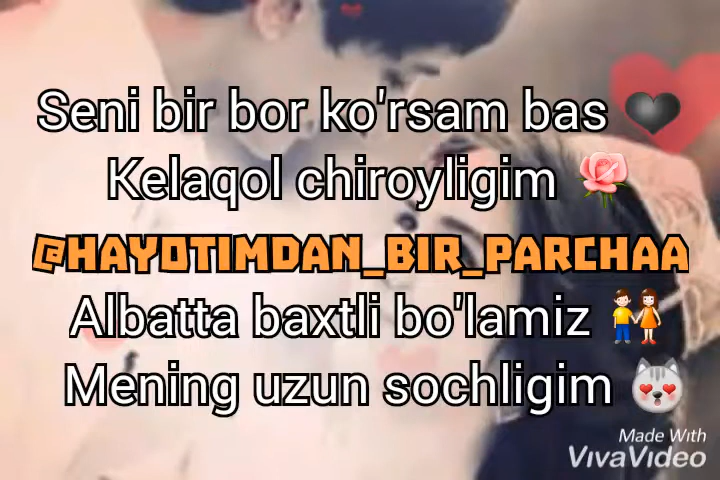 Seni bir bor ko'rsam bas 🖤
Kelaqol chiroyligim 🌹
@HAYOTIMDAN_BIR_PARCHAA
Albatta baxtli bo'lamiz 👫
Mening uzun sochligim 😻
Made With
VivaVideo